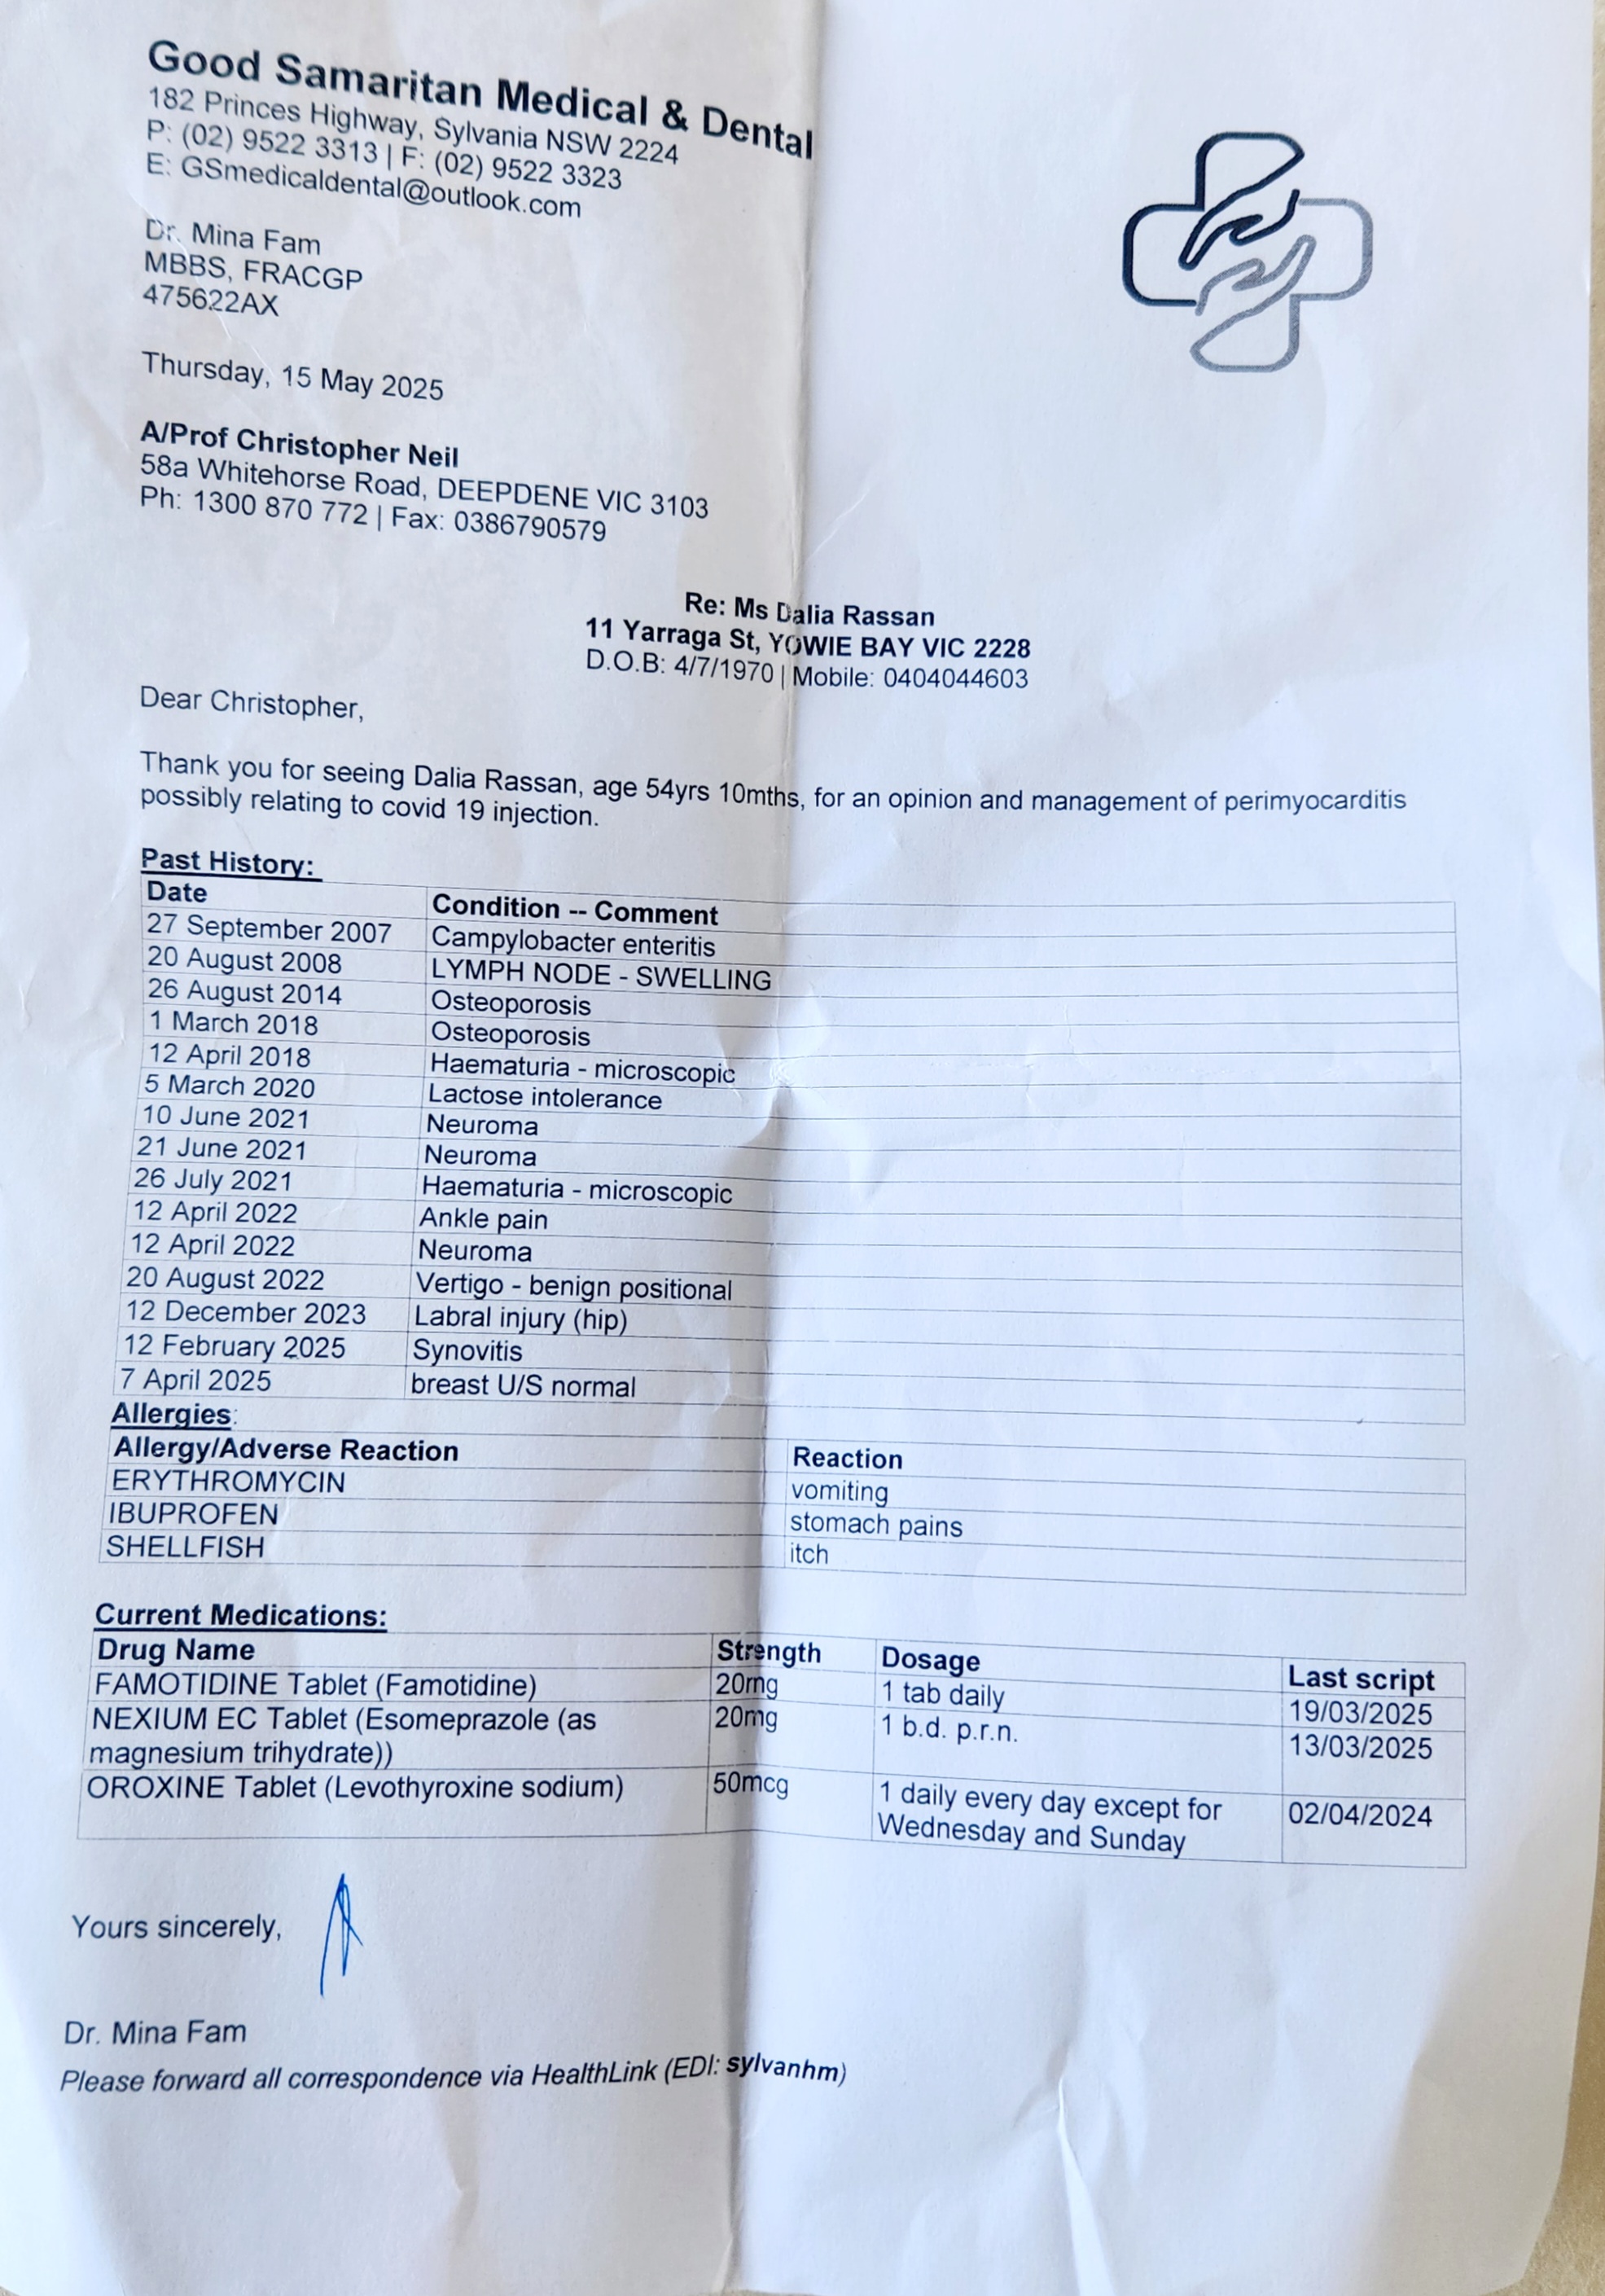 Good Samaritan Medical & Dental
182 Princes Highway, Sylvania NSW 2224
P: (02) 9522 3313 | F: (02) 9522 3323
E: GSmedicaldental@outlook.com
Dr. Mina Fam
MBBS, FRACGP
475622AX
Thursday, 15 May 2025
A/Prof Christopher Neil
58a Whitehorse Road, DEEPDENE VIC 3103
Ph: 1300 870 772 | Fax: 0386790579
Re: Ms Dalia Rassan
11 Yarraga St, YOWIE BAY VIC 2228
D.O.B: 4/7/1970 | Mobile: 0404044603
Dear Christopher,
Thank you for seeing Dalia Rassan, age 54yrs 10mths, for an opinion and management of perimyocarditis
possibly relating to covid 19 injection.
Past History:
Date Condition -- Comment
27 September 2007 Campylobacter enteritis
20 August 2008 LYMPH NODE - SWELLING
26 August 2014 Osteoporosis
1 March 2018 Osteoporosis
12 April 2018 Haematuria - microscopic
5 March 2020 Lactose intolerance
10 June 2021 Neuroma
21 June 2021 Neuroma
26 July 2021 Haematuria - microscopic
12 April 2022 Ankle pain
12 April 2022 Neuroma
20 August 2022 Vertigo - benign positional
12 December 2023 Labral injury (hip)
12 February 2025 Synovitis
7 April 2025 breast U/S normal
Allergies:
Allergy/Adverse Reaction Reaction
ERYTHROMYCIN vomiting
IBUPROFEN stomach pains
SHELLFISH itch
Current Medications:
Drug Name Strength Dosage Last script
FAMOTIDINE Tablet (Famotidine) 20mg 1 tab daily 19/03/2025
NEXIUM EC Tablet (Esomeprazole (as 20mg 1 b.d. p.r.n. 13/03/2025
magnesium trihydrate))
OROXINE Tablet (Levothyroxine sodium) 50mcg 1 daily every day except for 02/04/2024
Wednesday and Sunday
Yours sincerely,
Dr. Mina Fam
Please forward all correspondence via HealthLink (EDI: sylvanhm)